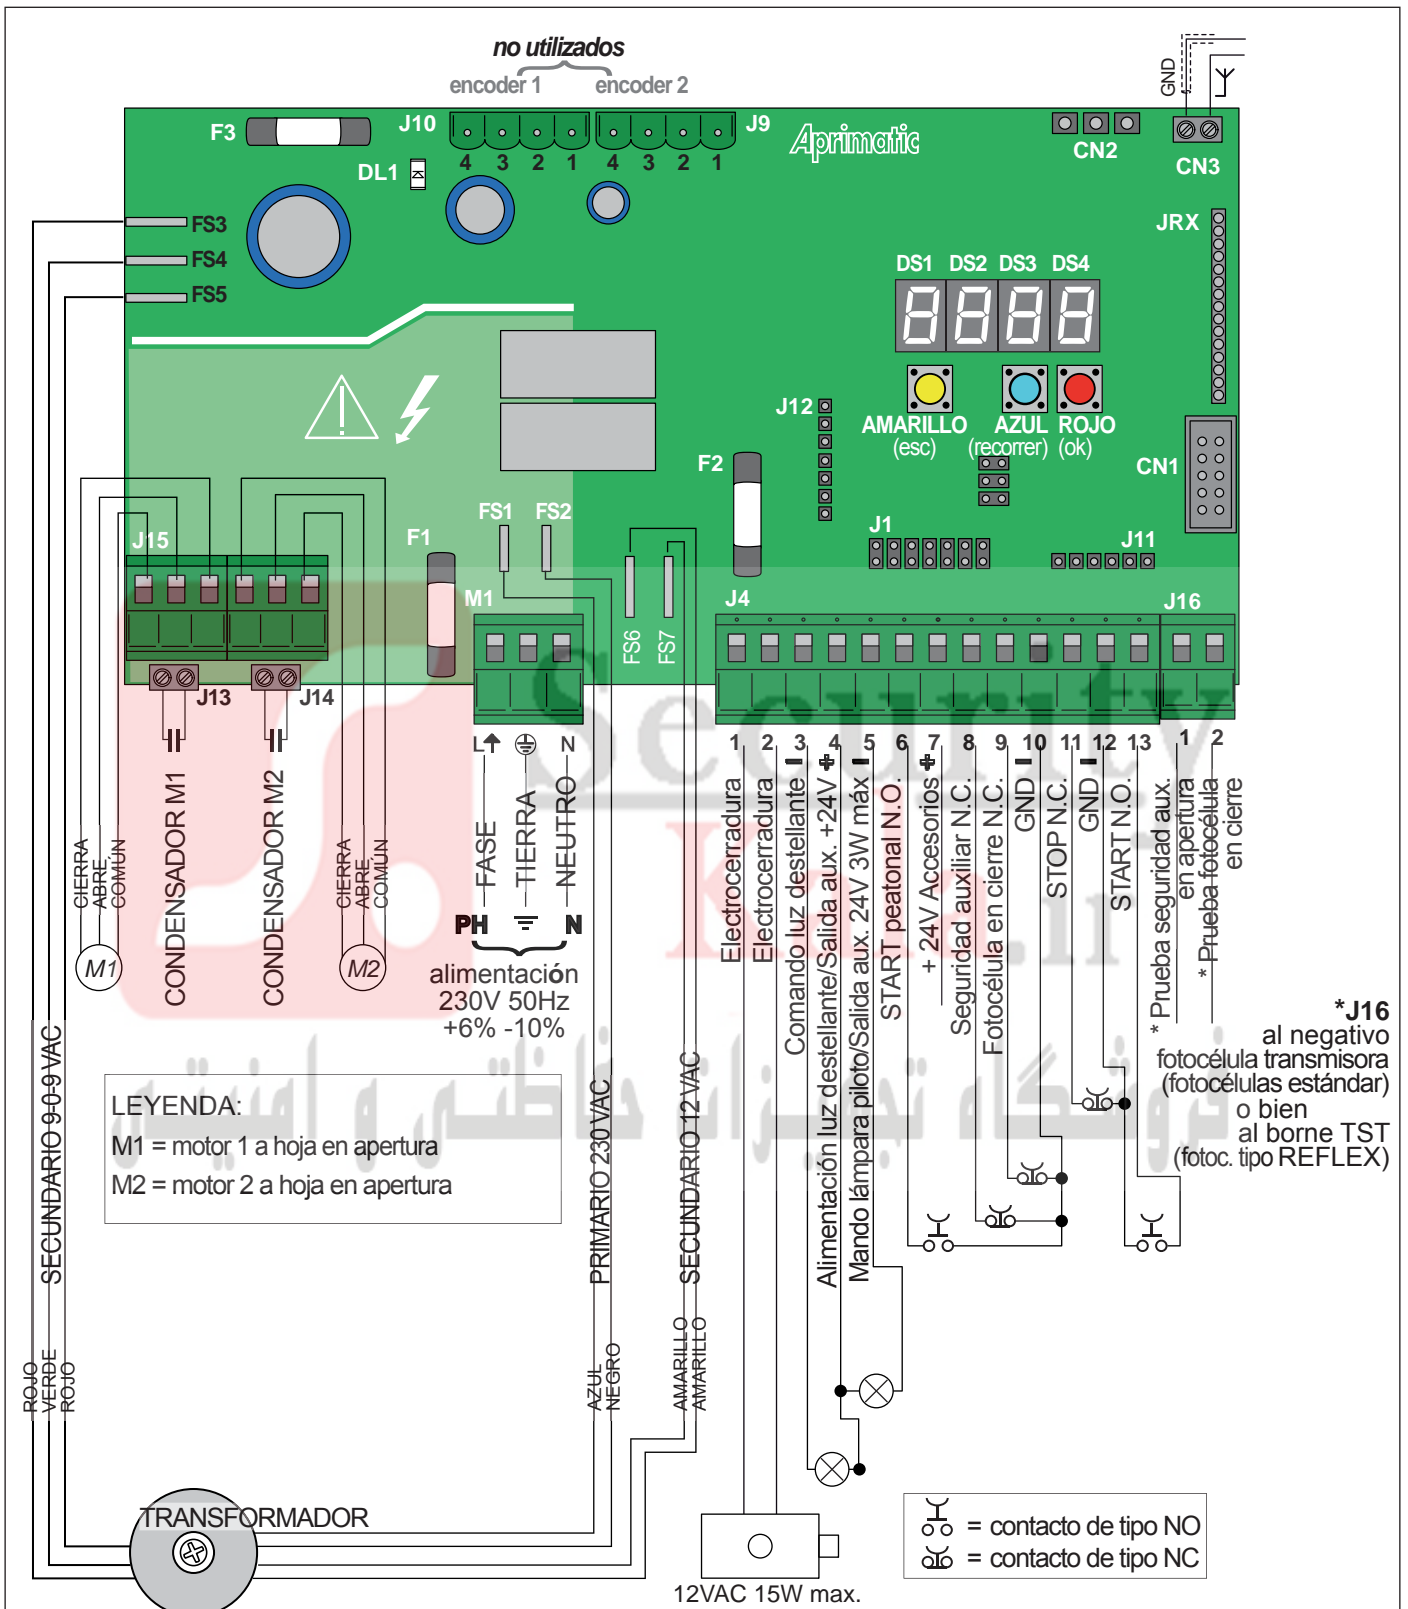 no utilizados
encoder 1
encoder 2
GND
F3
J10
J9
Aprimatic
CN2
CN3
4 3 2 1
4 3 2 1
DL1
JRX
FS3
FS4
FS5
DS1 DS2 DS3 DS4
J12
AMARILLO
(esc)
AZUL
(recorrer)
ROJO
(ok)
CN1
F2
FS1
FS2
F1
J15
J1
J11
M1
FS6
FS7
J4
J16
J13
J14
L
N
1 2 3 4 5 6 7 8 9 10 11 12 13
1 2
CIERRA
ABRE
COMÚN
M1
CONDENSADOR M1
CONDENSADOR M2
CIERRA
ABRE
COMÚN
M2
FASE
TIERRA
NEUTRO
PH
N
alimentación
230V 50Hz
+6% -10%
Electrocerradura
Electrocerradura
Comando luz destellante
Alimentación luz destellante/Salida aux. +24V
Mando lámpara piloto/Salida aux. 24V 3W máx
START peatonal N.O.
+ 24V Accesorios
Seguridad auxiliar N.C.
Fotocélula en cierre N.C.
GND
STOP N.C.
GND
START N.O.
* Prueba seguridad aux.
en apertura
* Prueba fotocélula
en cierre
*J16
al negativo
fotocélula transmisora
(fotocélulas estándar)
o bien
al borne TST
(fotoc. tipo REFLEX)
Security
Kala.ir
فروشگاه تجهیزات حفاظتی و امنیتی
LEYENDA:
M1 = motor 1 a hoja en apertura
M2 = motor 2 a hoja en apertura
SECUNDARIO 9-0-9 VAC
PRIMARIO 230 VAC
SECUNDARIO 12 VAC
ROJO
VERDE
ROJO
AZUL
NEGRO
AMARILLO
AMARILLO
TRANSFORMADOR
12VAC 15W max.
= contacto de tipo NO
= contacto de tipo NC